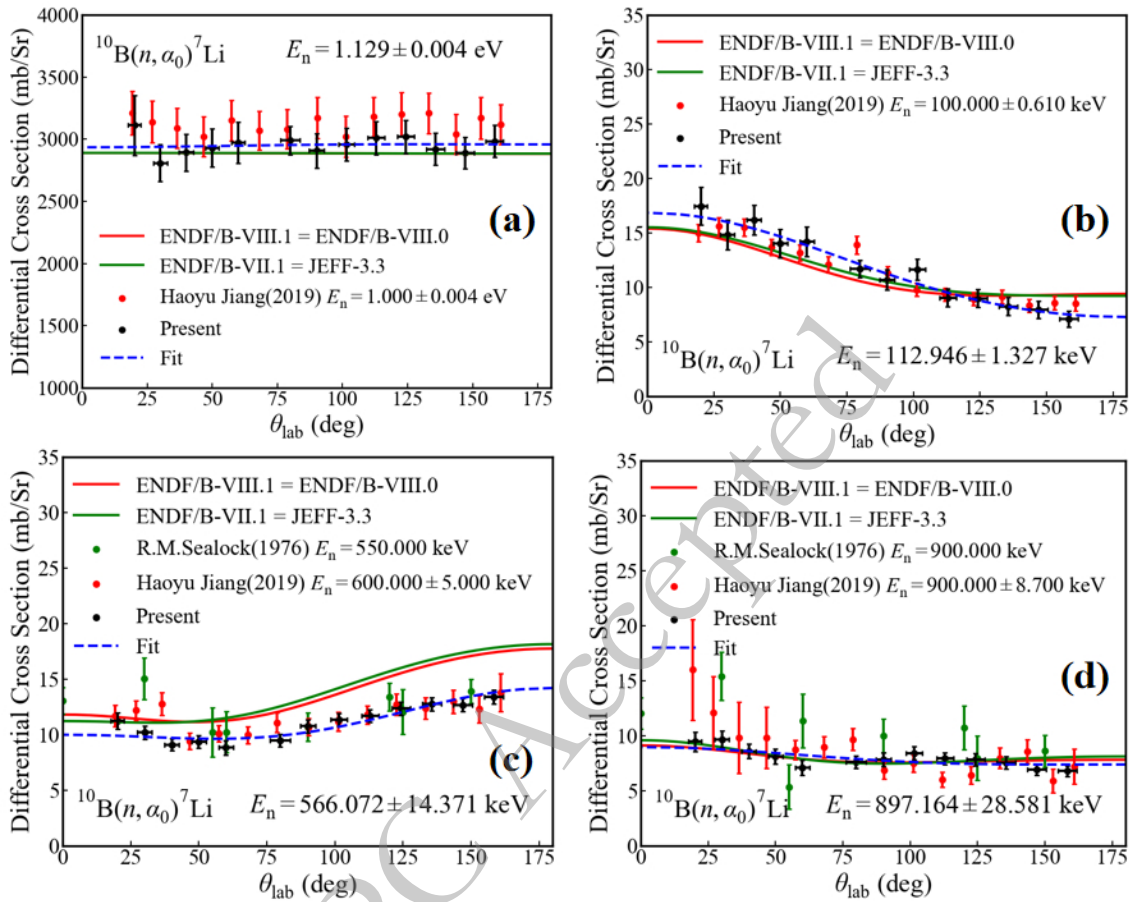 4000
3500
3000
2500
2000
1500
1000
Differential Cross Section (mb/Sr)
¹⁰B(n, α₀)⁷Li
Eₙ = 1.129 ± 0.004 eV
(a)
ENDF/B-VIII.1 = ENDF/B-VIII.0
ENDF/B-VII.1 = JEFF-3.3
Haoyu Jiang(2019) Eₙ = 1.000 ± 0.004 eV
Present
Fit
0 25 50 75 100 125 150 175
θlab (deg)
35
30
25
20
15
10
5
0
Differential Cross Section (mb/Sr)
ENDF/B-VIII.1 = ENDF/B-VIII.0
ENDF/B-VII.1 = JEFF-3.3
Haoyu Jiang(2019) Eₙ = 100.000 ± 0.610 keV
Present
Fit
(b)
¹⁰B(n, α₀)⁷Li
Eₙ = 112.946 ± 1.327 keV
0 25 50 75 100 125 150 175
θlab (deg)
35
30
25
20
15
10
5
0
Differential Cross Section (mb/Sr)
ENDF/B-VIII.1 = ENDF/B-VIII.0
ENDF/B-VII.1 = JEFF-3.3
R.M.Sealock(1976) Eₙ = 550.000 keV
Haoyu Jiang(2019) Eₙ = 600.000 ± 5.000 keV
Present
Fit
(c)
¹⁰B(n, α₀)⁷Li
Eₙ = 566.072 ± 14.371 keV
0 25 50 75 100 125 150 175
θlab (deg)
35
30
25
20
15
10
5
0
Differential Cross Section (mb/Sr)
ENDF/B-VIII.1 = ENDF/B-VIII.0
ENDF/B-VII.1 = JEFF-3.3
R.M.Sealock(1976) Eₙ = 900.000 keV
Haoyu Jiang(2019) Eₙ = 900.000 ± 8.700 keV
Present
Fit
(d)
¹⁰B(n, α₀)⁷Li
Eₙ = 897.164 ± 28.581 keV
0 25 50 75 100 125 150 175
θlab (deg)
Accepted